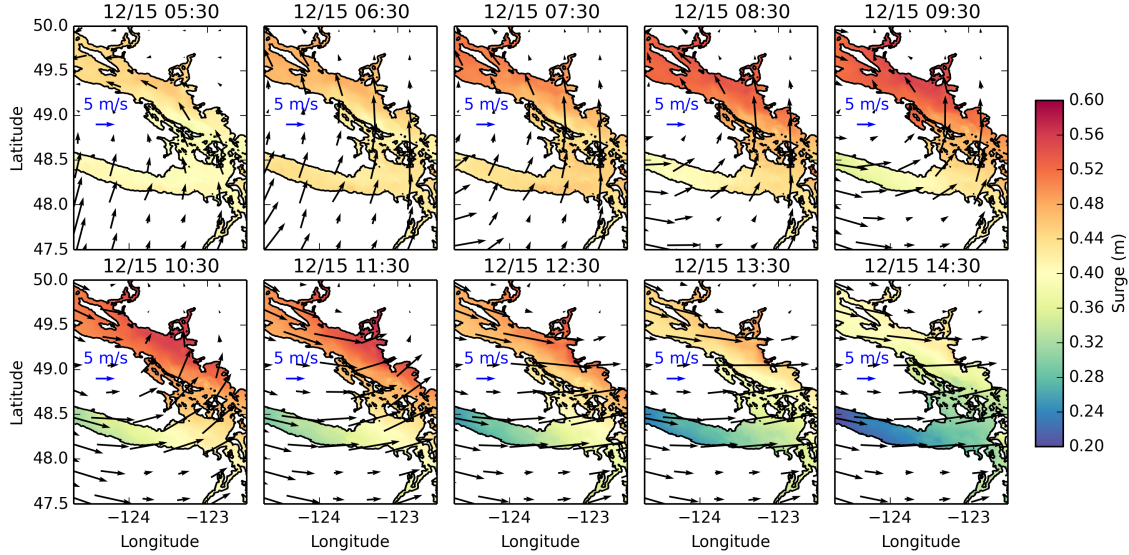 12/15 05:30 12/15 06:30 12/15 07:30 12/15 08:30 12/15 09:30
50.0
49.5
49.0
48.5
48.0
47.5
Latitude
5 m/s 5 m/s 5 m/s 5 m/s 5 m/s
12/15 10:30 12/15 11:30 12/15 12:30 12/15 13:30 12/15 14:30
50.0
49.5
49.0
48.5
48.0
47.5
Latitude
5 m/s 5 m/s 5 m/s 5 m/s 5 m/s
−124 −123 −124 −123 −124 −123 −124 −123 −124 −123
Longitude Longitude Longitude Longitude Longitude
0.60
0.56
0.52
0.48
0.44
0.40
0.36
0.32
0.28
0.24
0.20
Surge (m)